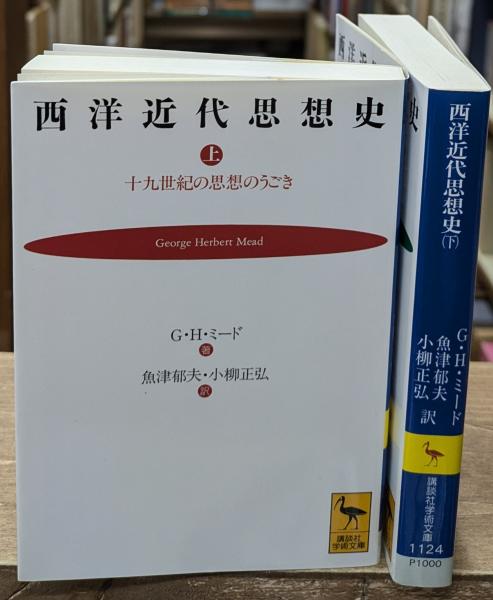 西洋近代思想史
上
十九世紀の思想のうごき
George Herbert Mead
G・H・ミード
著
魚津郁夫・小柳正弘
訳
講談社
学術文庫
史
西洋近代思想史(下)
G・H・ミード
魚津郁夫
小柳正弘 訳
講談社学術文庫
1124
P1000